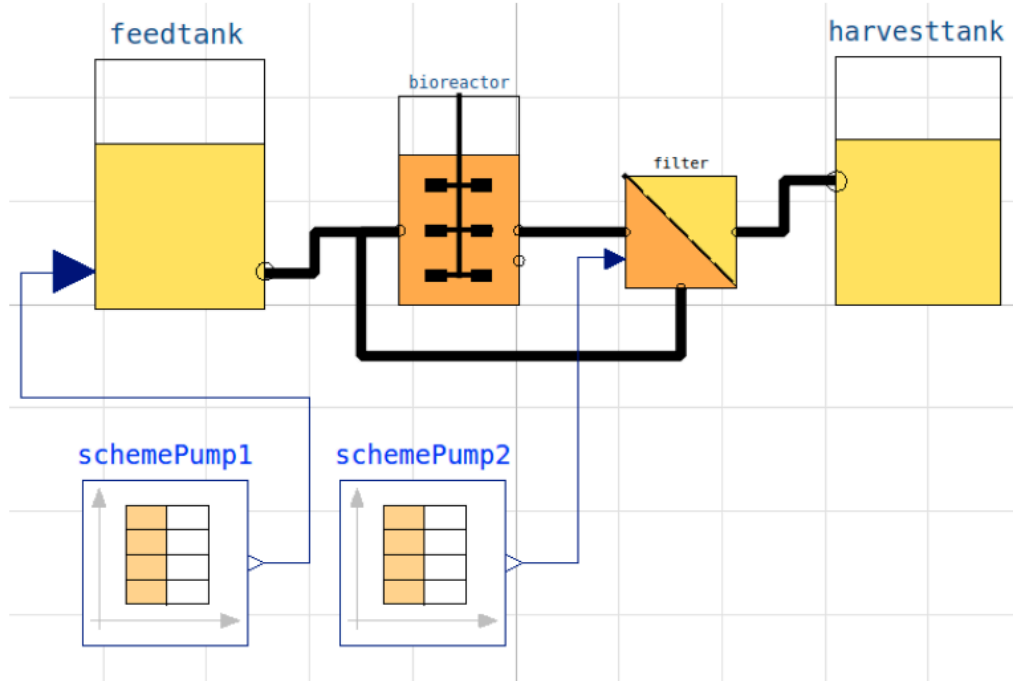 feedtank
harvesttank
bioreactor
filter
schemePump1
schemePump2